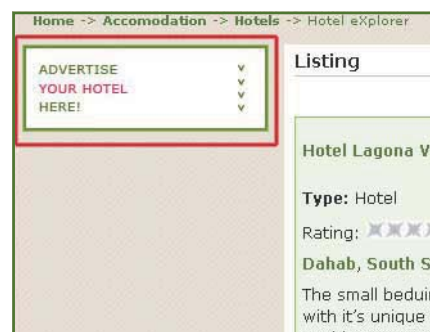 Home -> Accomodation -> Hotels -> Hotel eXplorer
ADVERTISE
YOUR HOTEL
HERE!
Listing
Hotel Lagona V
Type: Hotel
Rating:
Dahab, South S
The small bedui
with it's unique